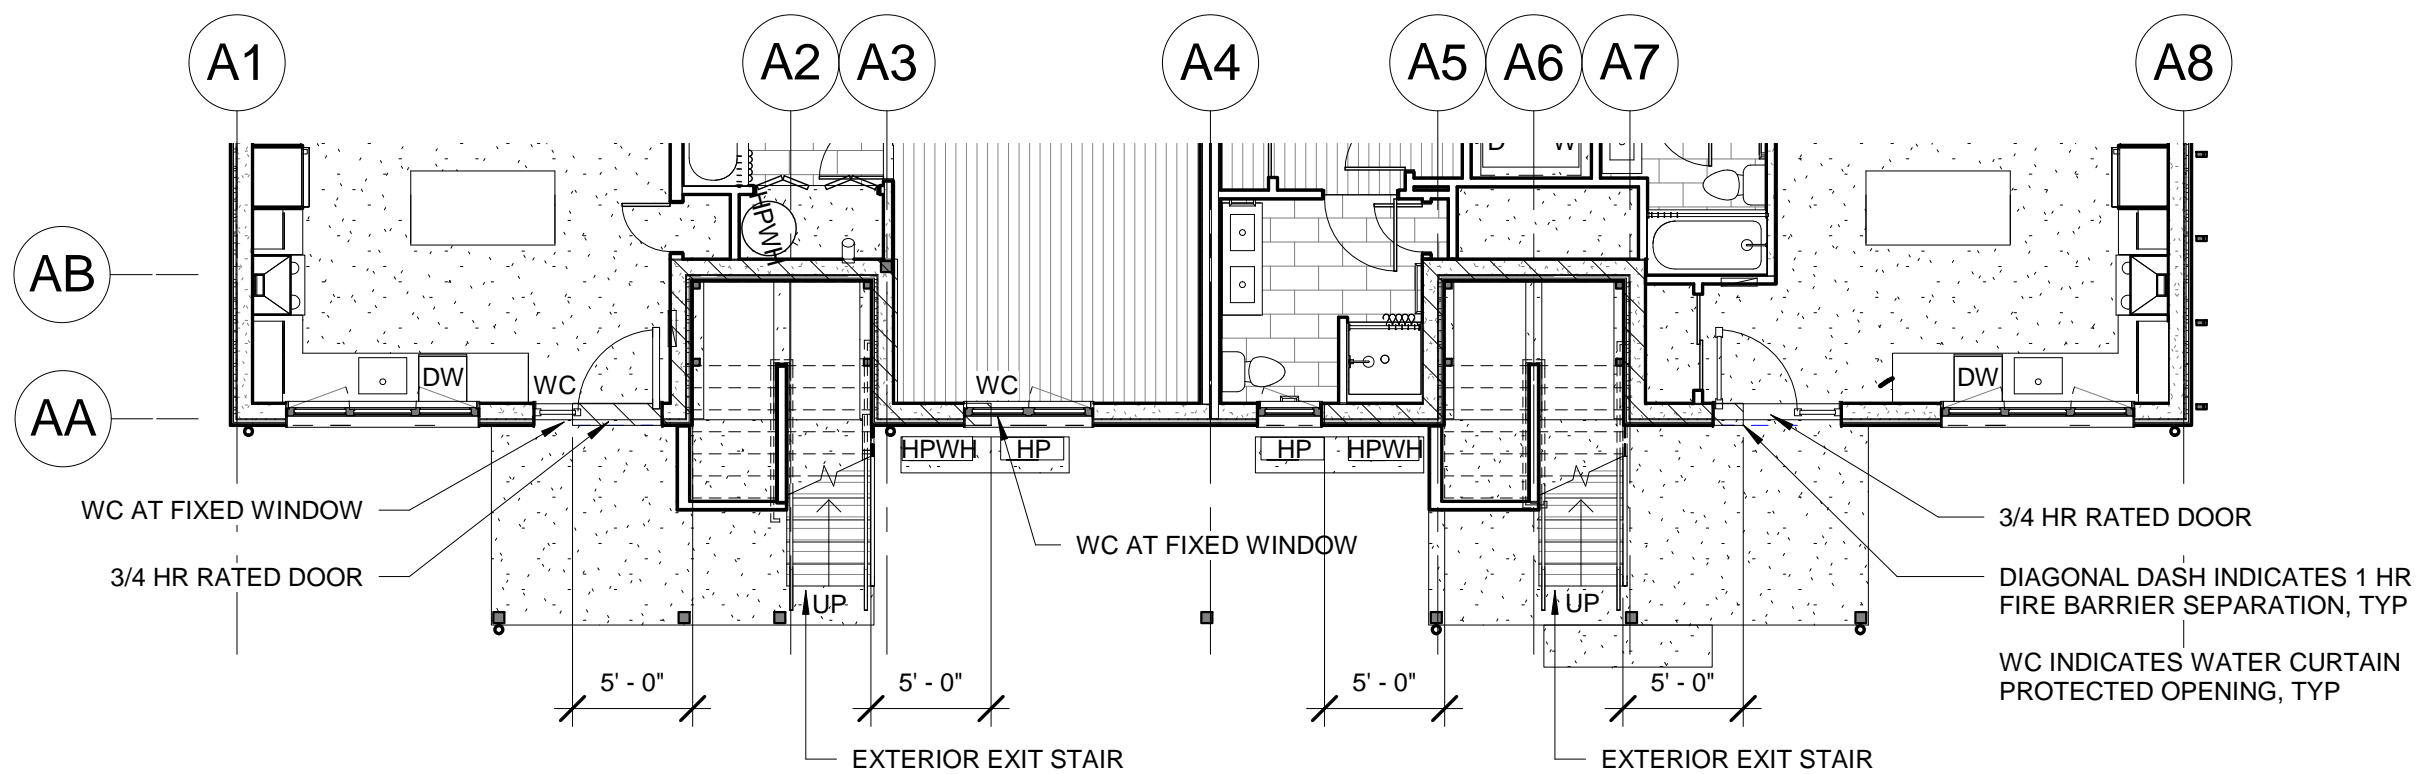 A1
A2
A3
A4
A5
A6
A7
A8
D W
HPWH
AB
AA
DW
WC
WC
DW
HPWH
HP
HP
HPWH
WC AT FIXED WINDOW
3/4 HR RATED DOOR
WC AT FIXED WINDOW
3/4 HR RATED DOOR
DIAGONAL DASH INDICATES 1 HR
FIRE BARRIER SEPARATION, TYP
WC INDICATES WATER CURTAIN
PROTECTED OPENING, TYP
UP
UP
5' - 0"
5' - 0"
5' - 0"
5' - 0"
EXTERIOR EXIT STAIR
EXTERIOR EXIT STAIR